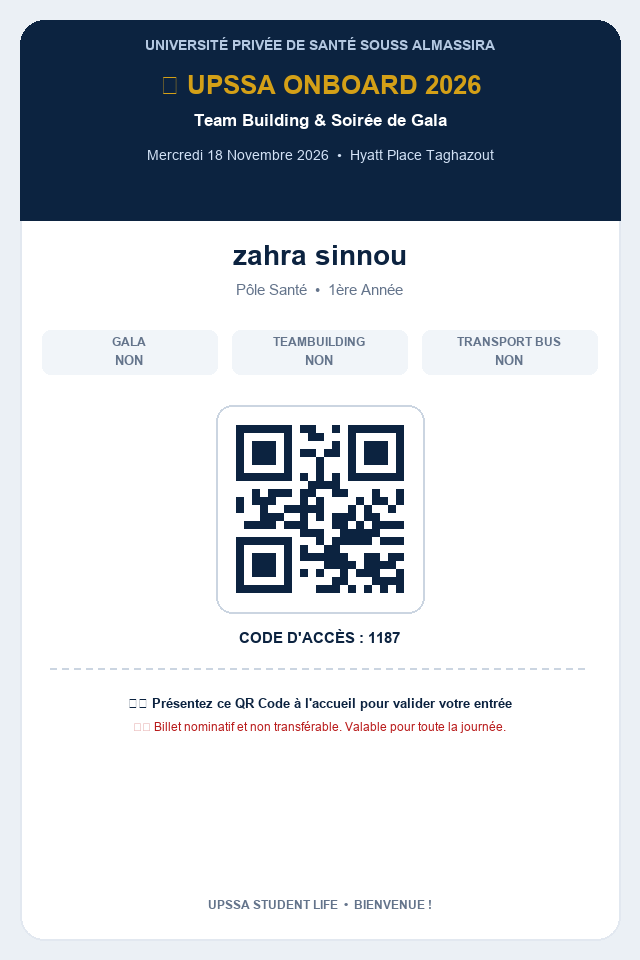 UNIVERSITÉ PRIVÉE DE SANTÉ SOUSS ALMASSIRA
UPSSA ONBOARD 2026
Team Building & Soirée de Gala
Mercredi 18 Novembre 2026 • Hyatt Place Taghazout
zahra sinnou
Pôle Santé • 1ère Année
GALA
NON
TEAMBUILDING
NON
TRANSPORT BUS
NON
CODE D'ACCÈS : 1187
Présentez ce QR Code à l'accueil pour valider votre entrée
Billet nominatif et non transférable. Valable pour toute la journée.
UPSSA STUDENT LIFE • BIENVENUE !